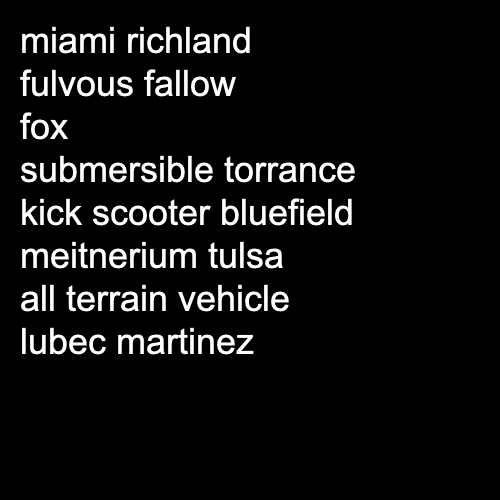 miami richland
fulvous fallow
fox
submersible torrance
kick scooter bluefield
meitnerium tulsa
all terrain vehicle
lubec martinez